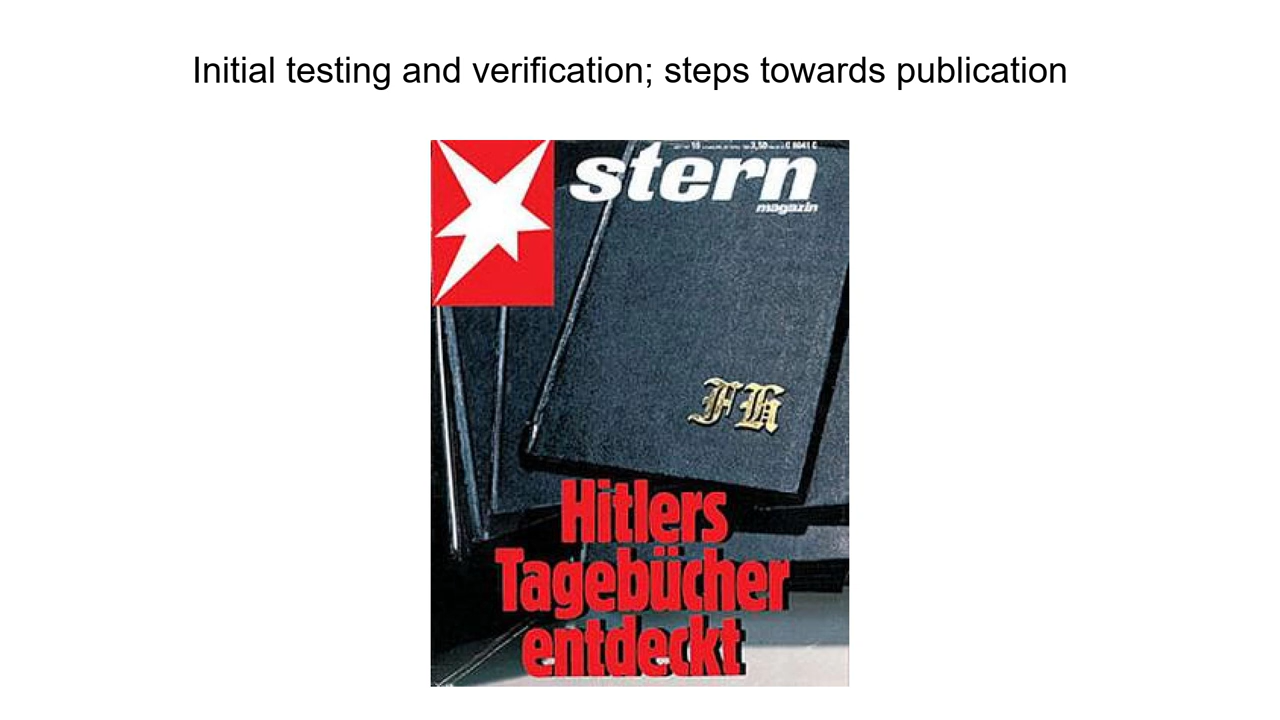 Initial testing and verification; steps towards publication
stern
magazin
FH
Hitlers
Tagebücher
entdeckt